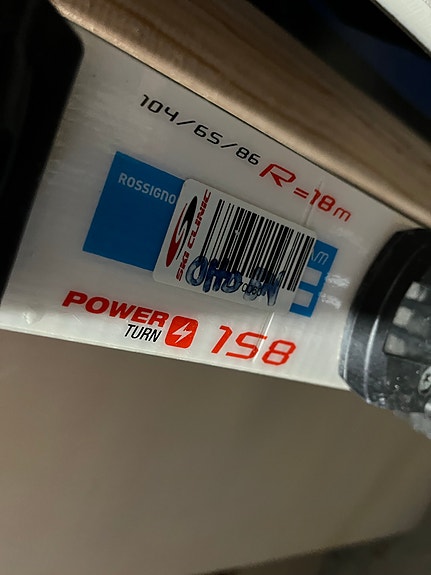 104/65/86 R=18m
ROSSIGNO
SKI CLINIC
POWER
TURN
158